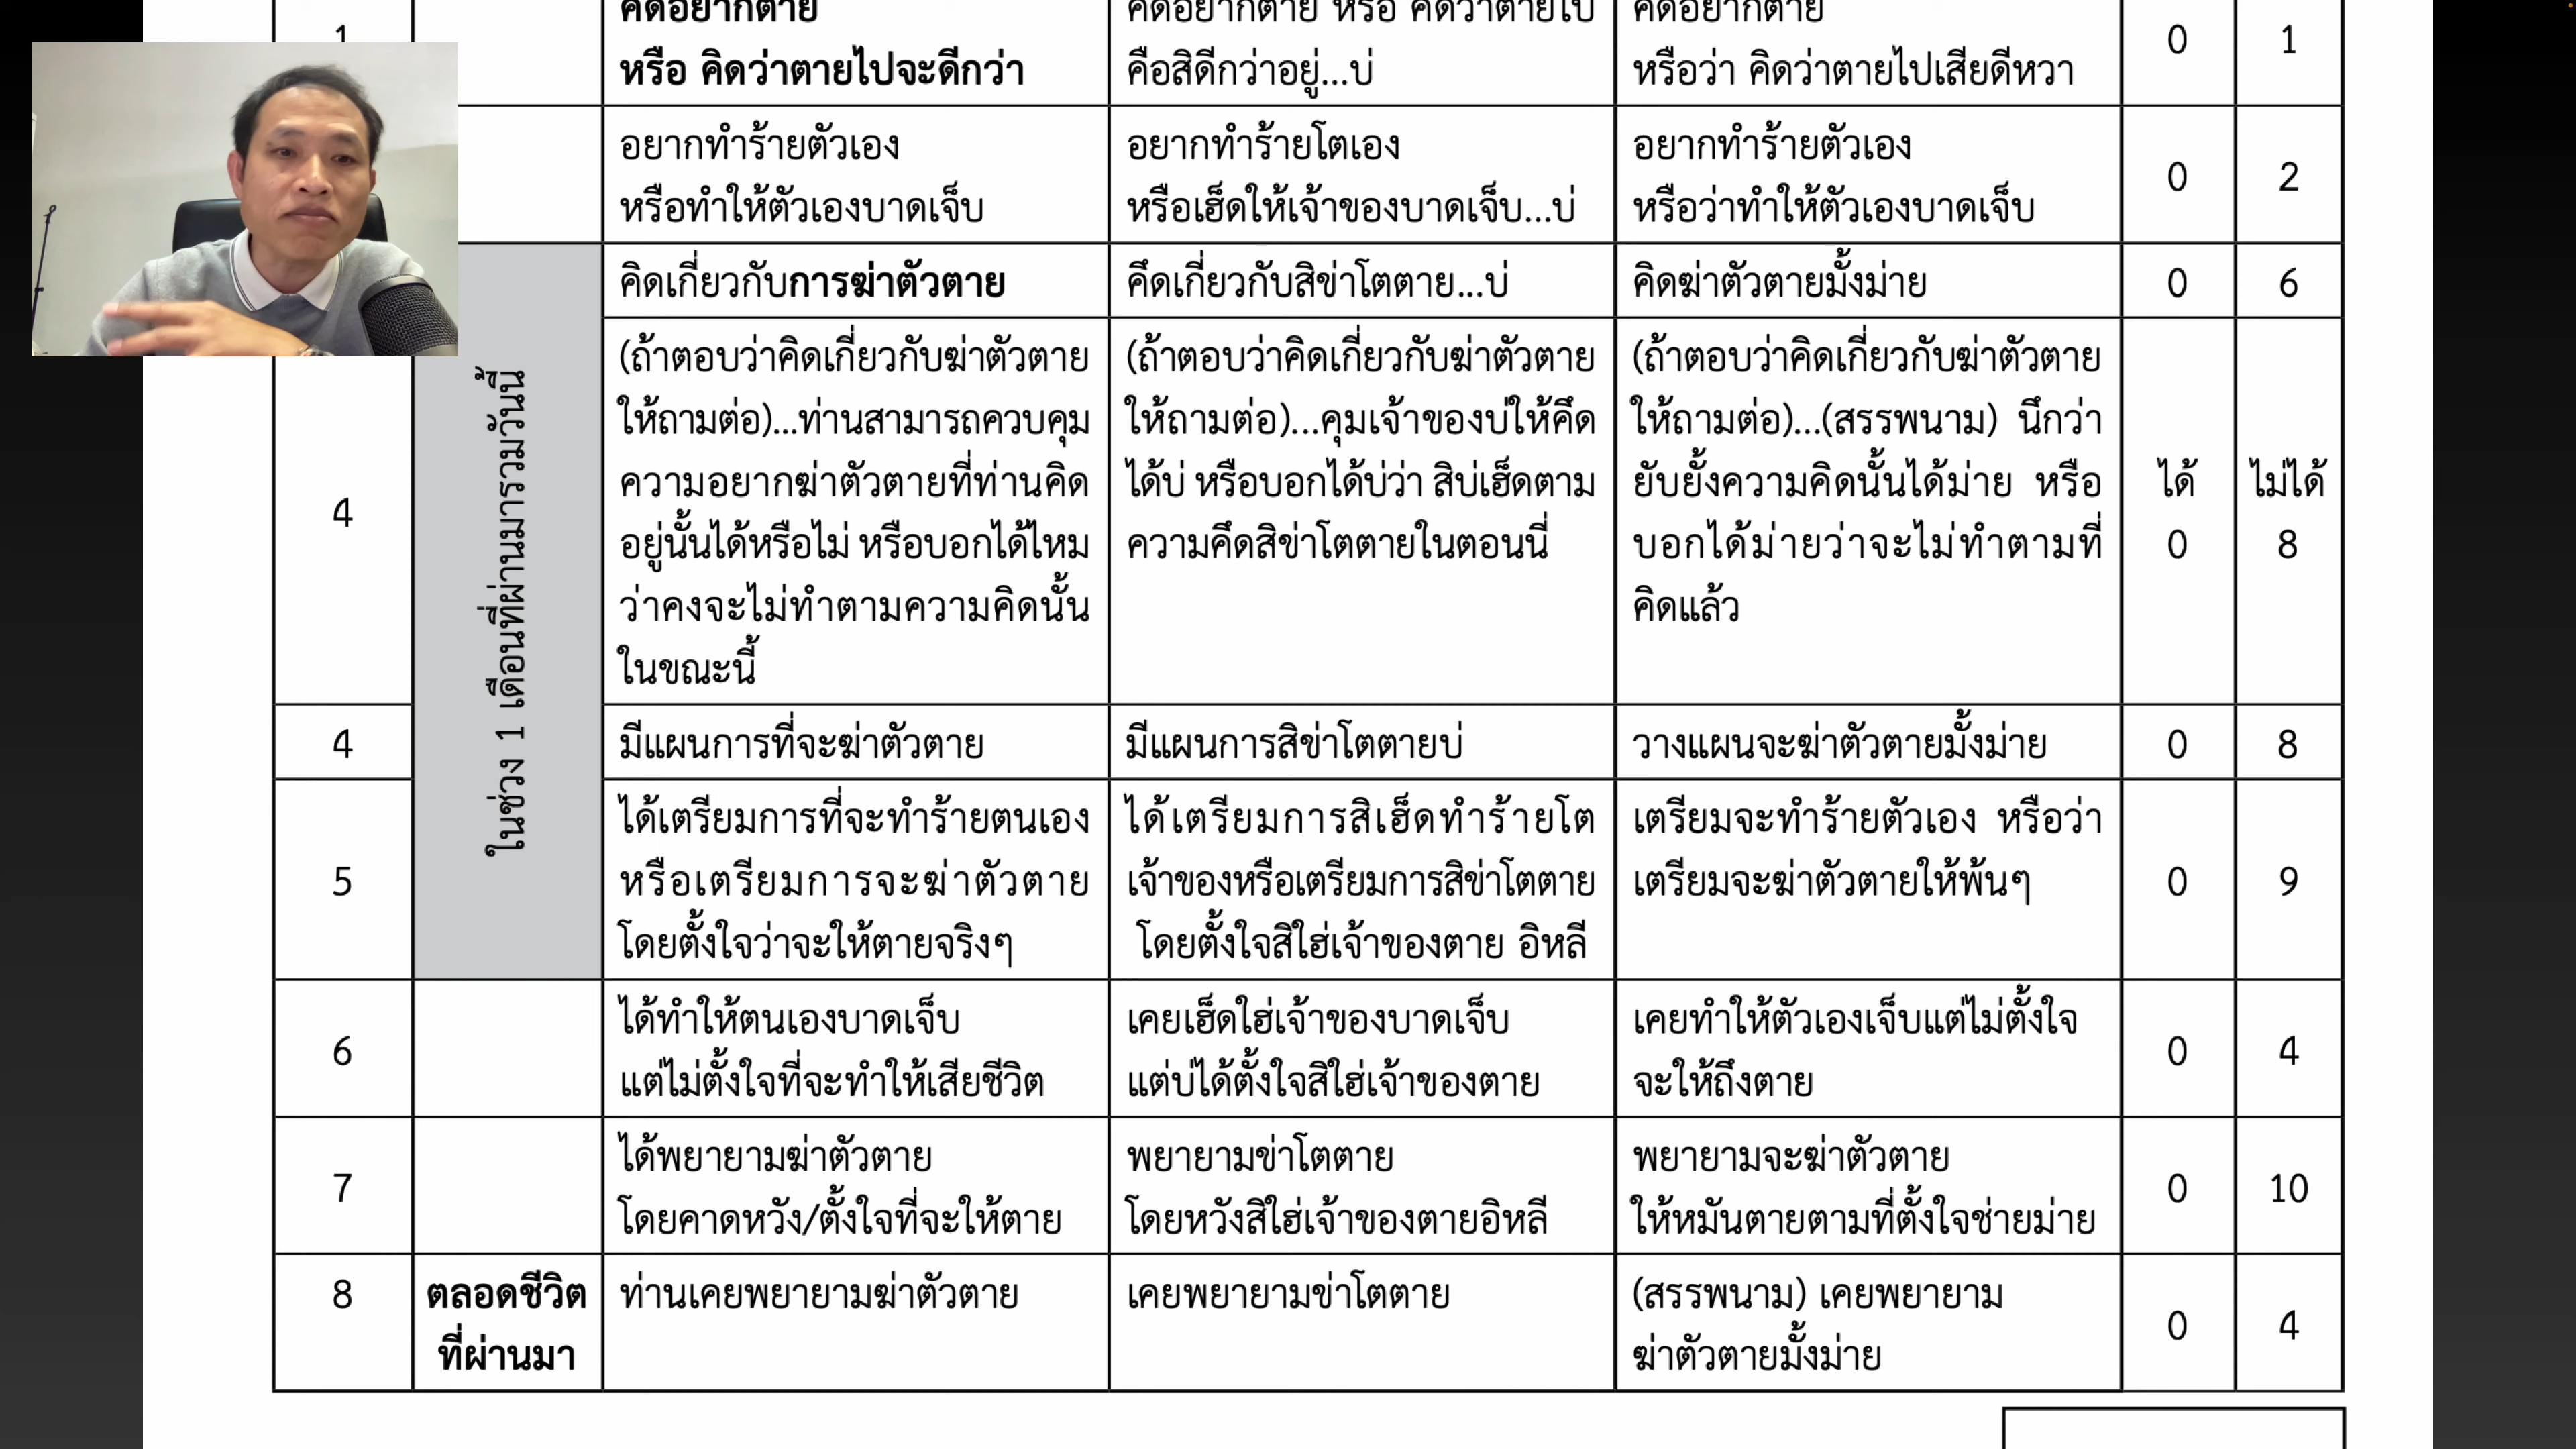 1
คิดอยากตาย
หรือ คิดว่าตายไปจะดีกว่า
คิดอยากตาย หรือ คิดว่าตายไป
คือสิดีกว่าอยู่...บ่
คิดอยากตาย
หรือว่า คิดว่าตายไปเสียดีหวา
0
1
อยากทำร้ายตัวเอง
หรือทำให้ตัวเองบาดเจ็บ
อยากทำร้ายโตเอง
หรือเฮ็ดให้เจ้าของบาดเจ็บ...บ่
อยากทำร้ายตัวเอง
หรือว่าทำให้ตัวเองบาดเจ็บ
0
2
ในช่วง 1 เดือนที่ผ่านมารวมวันนี้
คิดเกี่ยวกับการฆ่าตัวตาย
คึดเกี่ยวกับสิข่าโตตาย...บ่
คิดฆ่าตัวตายมั้งม่าย
0
6
4
(ถ้าตอบว่าคิดเกี่ยวกับฆ่าตัวตาย
ให้ถามต่อ)...ท่านสามารถควบคุม
ความอยากฆ่าตัวตายที่ท่านคิด
อยู่นั้นได้หรือไม่ หรือบอกได้ไหม
ว่าคงจะไม่ทำตามความคิดนั้น
ในขณะนี้
(ถ้าตอบว่าคิดเกี่ยวกับฆ่าตัวตาย
ให้ถามต่อ)...คุมเจ้าของบ่ให้คึด
ได้บ่ หรือบอกได้บ่ว่า สิบ่เฮ็ดตาม
ความคึดสิข่าโตตายในตอนนี่
(ถ้าตอบว่าคิดเกี่ยวกับฆ่าตัวตาย
ให้ถามต่อ)...(สรรพนาม) นึกว่า
ยับยั้งความคิดนั้นได้ม่าย หรือ
บอกได้ม่ายว่าจะไม่ทำตามที่
คิดแล้ว
ได้
0
ไม่ได้
8
4
มีแผนการที่จะฆ่าตัวตาย
มีแผนการสิข่าโตตายบ่
วางแผนจะฆ่าตัวตายมั้งม่าย
0
8
5
ได้เตรียมการที่จะทำร้ายตนเอง
หรือเตรียมการจะฆ่าตัวตาย
โดยตั้งใจว่าจะให้ตายจริงๆ
ได้เตรียมการสิเฮ็ดทำร้ายโต
เจ้าของหรือเตรียมการสิข่าโตตาย
โดยตั้งใจสิใฮ่เจ้าของตาย อิหลี
เตรียมจะทำร้ายตัวเอง หรือว่า
เตรียมจะฆ่าตัวตายให้พ้นๆ
0
9
6
ได้ทำให้ตนเองบาดเจ็บ
แต่ไม่ตั้งใจที่จะทำให้เสียชีวิต
เคยเฮ็ดใฮ่เจ้าของบาดเจ็บ
แต่บ่ได้ตั้งใจสิใฮ่เจ้าของตาย
เคยทำให้ตัวเองเจ็บแต่ไม่ตั้งใจ
จะให้ถึงตาย
0
4
7
ได้พยายามฆ่าตัวตาย
โดยคาดหวัง/ตั้งใจที่จะให้ตาย
พยายามข่าโตตาย
โดยหวังสิใฮ่เจ้าของตายอิหลี
พยายามจะฆ่าตัวตาย
ให้หมันตายตามที่ตั้งใจช่ายม่าย
0
10
8
ตลอดชีวิต
ที่ผ่านมา
ท่านเคยพยายามฆ่าตัวตาย
เคยพยายามข่าโตตาย
(สรรพนาม) เคยพยายาม
ฆ่าตัวตายมั้งม่าย
0
4